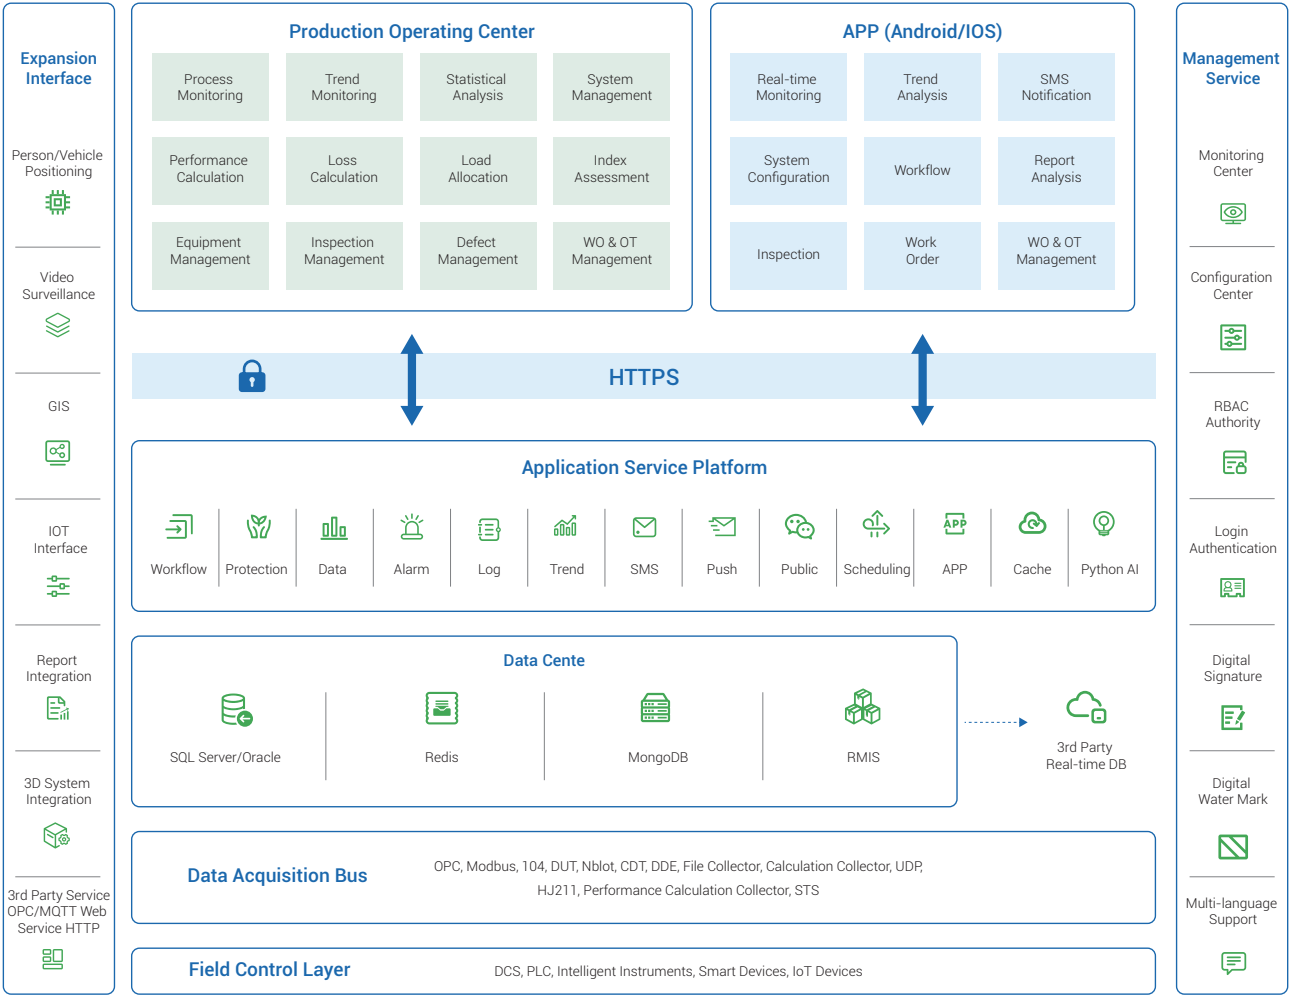 Expansion
Interface
Person/Vehicle
Positioning
Video
Surveillance
GIS
IOT
Interface
Report
Integration
3D System
Integration
3rd Party Service
OPC/MQTT Web
Service HTTP
Production Operating Center
Process
Monitoring
Trend
Monitoring
Statistical
Analysis
System
Management
Performance
Calculation
Loss
Calculation
Load
Allocation
Index
Assessment
Equipment
Management
Inspection
Management
Defect
Management
WO & OT
Management
APP (Android/IOS)
Real-time
Monitoring
Trend
Analysis
SMS
Notification
System
Configuration
Workflow
Report
Analysis
Inspection
Work
Order
WO & OT
Management
HTTPS
Application Service Platform
Workflow
Protection
Data
Alarm
Log
Trend
SMS
Push
Public
Scheduling
APP
APP
Cache
Python AI
Data Cente
SQL Server/Oracle
Redis
MongoDB
RMIS
3rd Party
Real-time DB
Data Acquisition Bus
OPC, Modbus, 104, DUT, Nblot, CDT, DDE, File Collector, Calculation Collector, UDP,
HJ211, Performance Calculation Collector, STS
Field Control Layer
DCS, PLC, Intelligent Instruments, Smart Devices, IoT Devices
Management
Service
Monitoring
Center
Configuration
Center
RBAC
Authority
Login
Authentication
Digital
Signature
Digital
Water Mark
Multi-language
Support